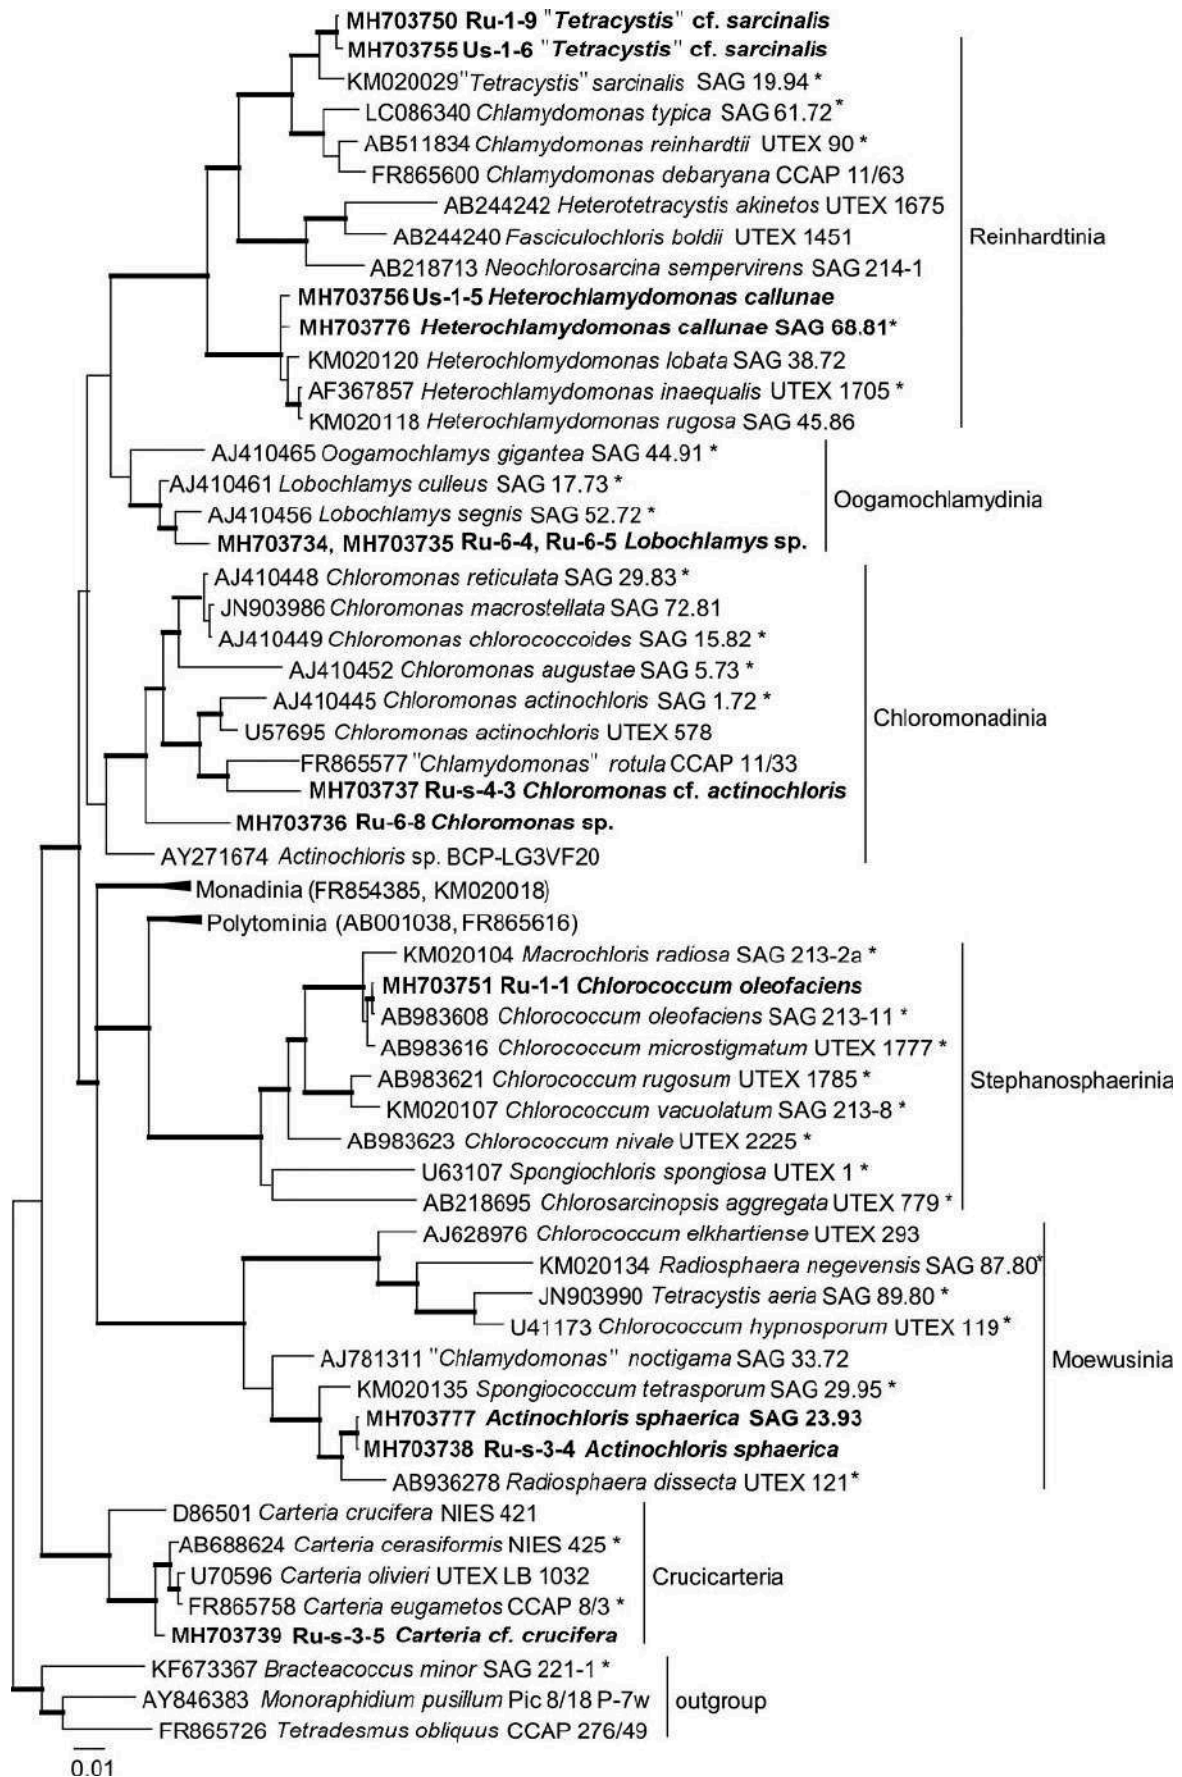 MH703750 Ru-1-9 "Tetracystis" cf. sarcinalis
MH703755 Us-1-6 "Tetracystis" cf. sarcinalis
KM020029 "Tetracystis" sarcinalis SAG 19.94 *
LC086340 Chlamydomonas typica SAG 61.72 *
AB511834 Chlamydomonas reinhardtii UTEX 90 *
FR865600 Chlamydomonas debaryana CCAP 11/63
AB244242 Heterotetracystis akinetos UTEX 1675
AB244240 Fasciculochloris boldii UTEX 1451
Reinhardtinia
AB218713 Neochlorosarcina sempervirens SAG 214-1
MH703756 Us-1-5 Heterochlamydomonas callunae
MH703776 Heterochlamydomonas callunae SAG 68.81*
KM020120 Heterochlomydomonas lobata SAG 38.72
AF367857 Heterochlamydomonas inaequalis UTEX 1705 *
KM020118 Heterochlamydomonas rugosa SAG 45.86
AJ410465 Oogamochlamys gigantea SAG 44.91 *
AJ410461 Lobochlamys culleus SAG 17.73 *
Oogamochlamydinia
AJ410456 Lobochlamys segnis SAG 52.72 *
MH703734, MH703735 Ru-6-4, Ru-6-5 Lobochlamys sp.
AJ410448 Chloromonas reticulata SAG 29.83 *
JN903986 Chloromonas macrostellata SAG 72.81
AJ410449 Chloromonas chlorococcoides SAG 15.82 *
AJ410452 Chloromonas augustae SAG 5.73 *
AJ410445 Chloromonas actinochloris SAG 1.72 *
Chloromonadinia
U57695 Chloromonas actinochloris UTEX 578
FR865577 "Chlamydomonas" rotula CCAP 11/33
MH703737 Ru-s-4-3 Chloromonas cf. actinochloris
MH703736 Ru-6-8 Chloromonas sp.
AY271674 Actinochloris sp. BCP-LG3VF20
Monadinia (FR854385, KM020018)
Polytominia (AB001038, FR865616)
KM020104 Macrochloris radiosa SAG 213-2a *
MH703751 Ru-1-1 Chlorococcum oleofaciens
AB983608 Chlorococcum oleofaciens SAG 213-11 *
AB983616 Chlorococcum microstigmatum UTEX 1777 *
AB983621 Chlorococcum rugosum UTEX 1785 *
Stephanosphaerinia
KM020107 Chlorococcum vacuolatum SAG 213-8 *
AB983623 Chlorococcum nivale UTEX 2225 *
U63107 Spongiochloris spongiosa UTEX 1 *
AB218695 Chlorosarcinopsis aggregata UTEX 779 *
AJ628976 Chlorococcum elkhartiense UTEX 293
KM020134 Radiosphaera negevensis SAG 87.80*
JN903990 Tetracystis aeria SAG 89.80 *
U41173 Chlorococcum hypnosporum UTEX 119 *
AJ781311 "Chlamydomonas" noctigama SAG 33.72
Moewusinia
KM020135 Spongiococcum tetrasporum SAG 29.95 *
MH703777 Actinochloris sphaerica SAG 23.93
MH703738 Ru-s-3-4 Actinochloris sphaerica
AB936278 Radiosphaera dissecta UTEX 121*
D86501 Carteria crucifera NIES 421
AB688624 Carteria cerasiformis NIES 425 *
U70596 Carteria olivieri UTEX LB 1032
Crucicarteria
FR865758 Carteria eugametos CCAP 8/3 *
MH703739 Ru-s-3-5 Carteria cf. crucifera
KF673367 Bracteacoccus minor SAG 221-1 *
AY846383 Monoraphidium pusillum Pic 8/18 P-7w
outgroup
FR865726 Tetradesmus obliquus CCAP 276/49
0.01